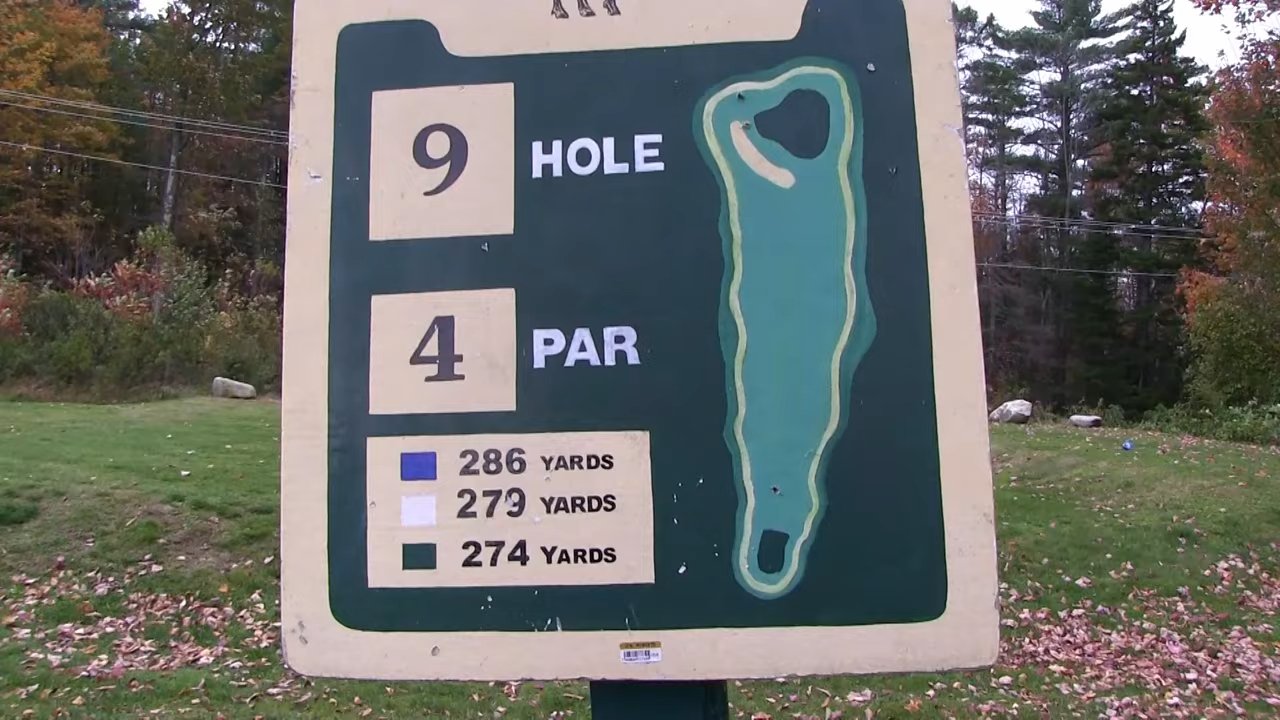 9 HOLE
4 PAR
286 YARDS
279 YARDS
274 YARDS